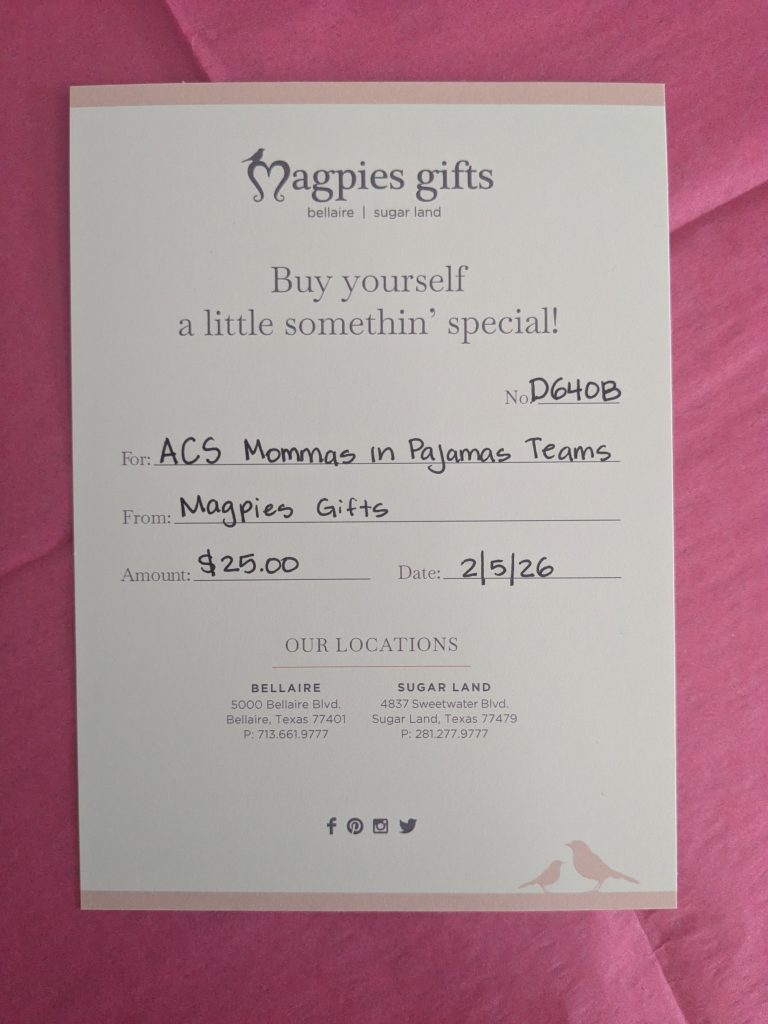 Magpies gifts
bellaire | sugar land
Buy yourself
a little somethin' special!
No. D640B
For: ACS Mommas in Pajamas Teams
From: Magpies Gifts
Amount: $25.00 Date: 2/5/26
OUR LOCATIONS
BELLAIRE
5000 Bellaire Blvd.
Bellaire, Texas 77401
P: 713.661.9777
SUGAR LAND
4837 Sweetwater Blvd.
Sugar Land, Texas 77479
P: 281.277.9777